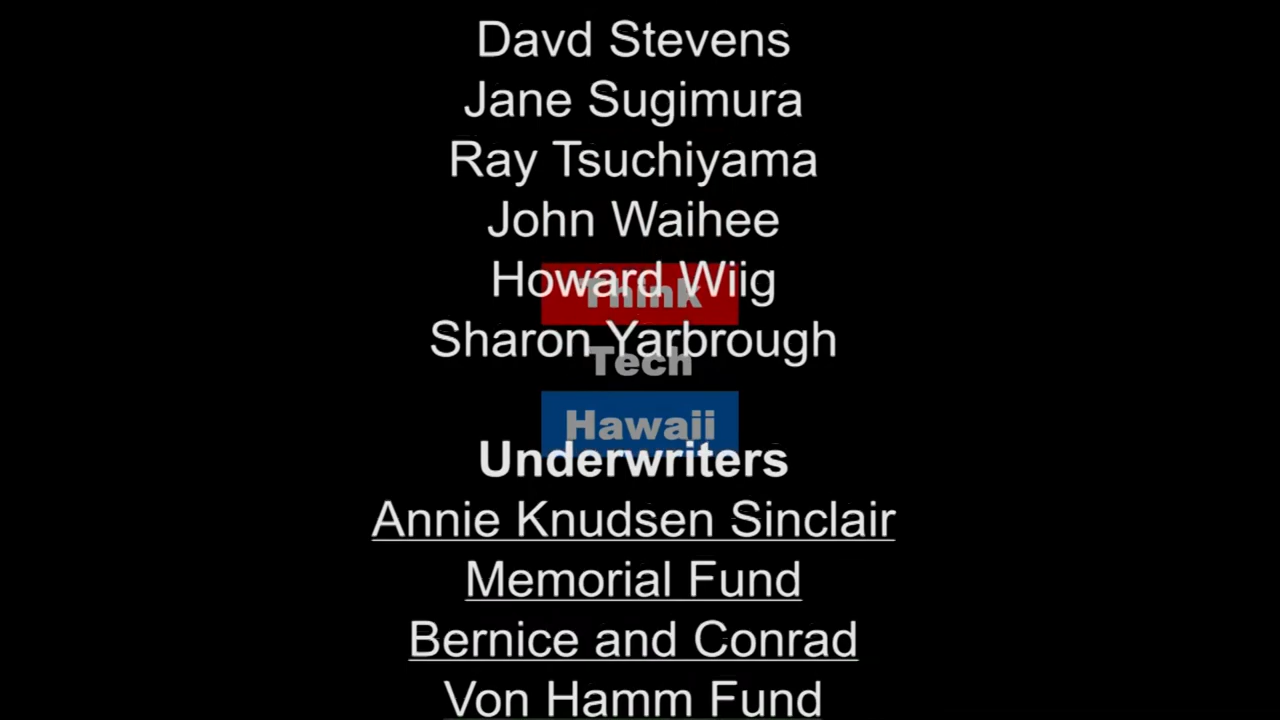 Davd Stevens
Jane Sugimura
Ray Tsuchiyama
John Waihee
Howard Wiig
Think
Sharon Yarbrough
Tech
Hawaii
Underwriters
Annie Knudsen Sinclair
Memorial Fund
Bernice and Conrad
Von Hamm Fund